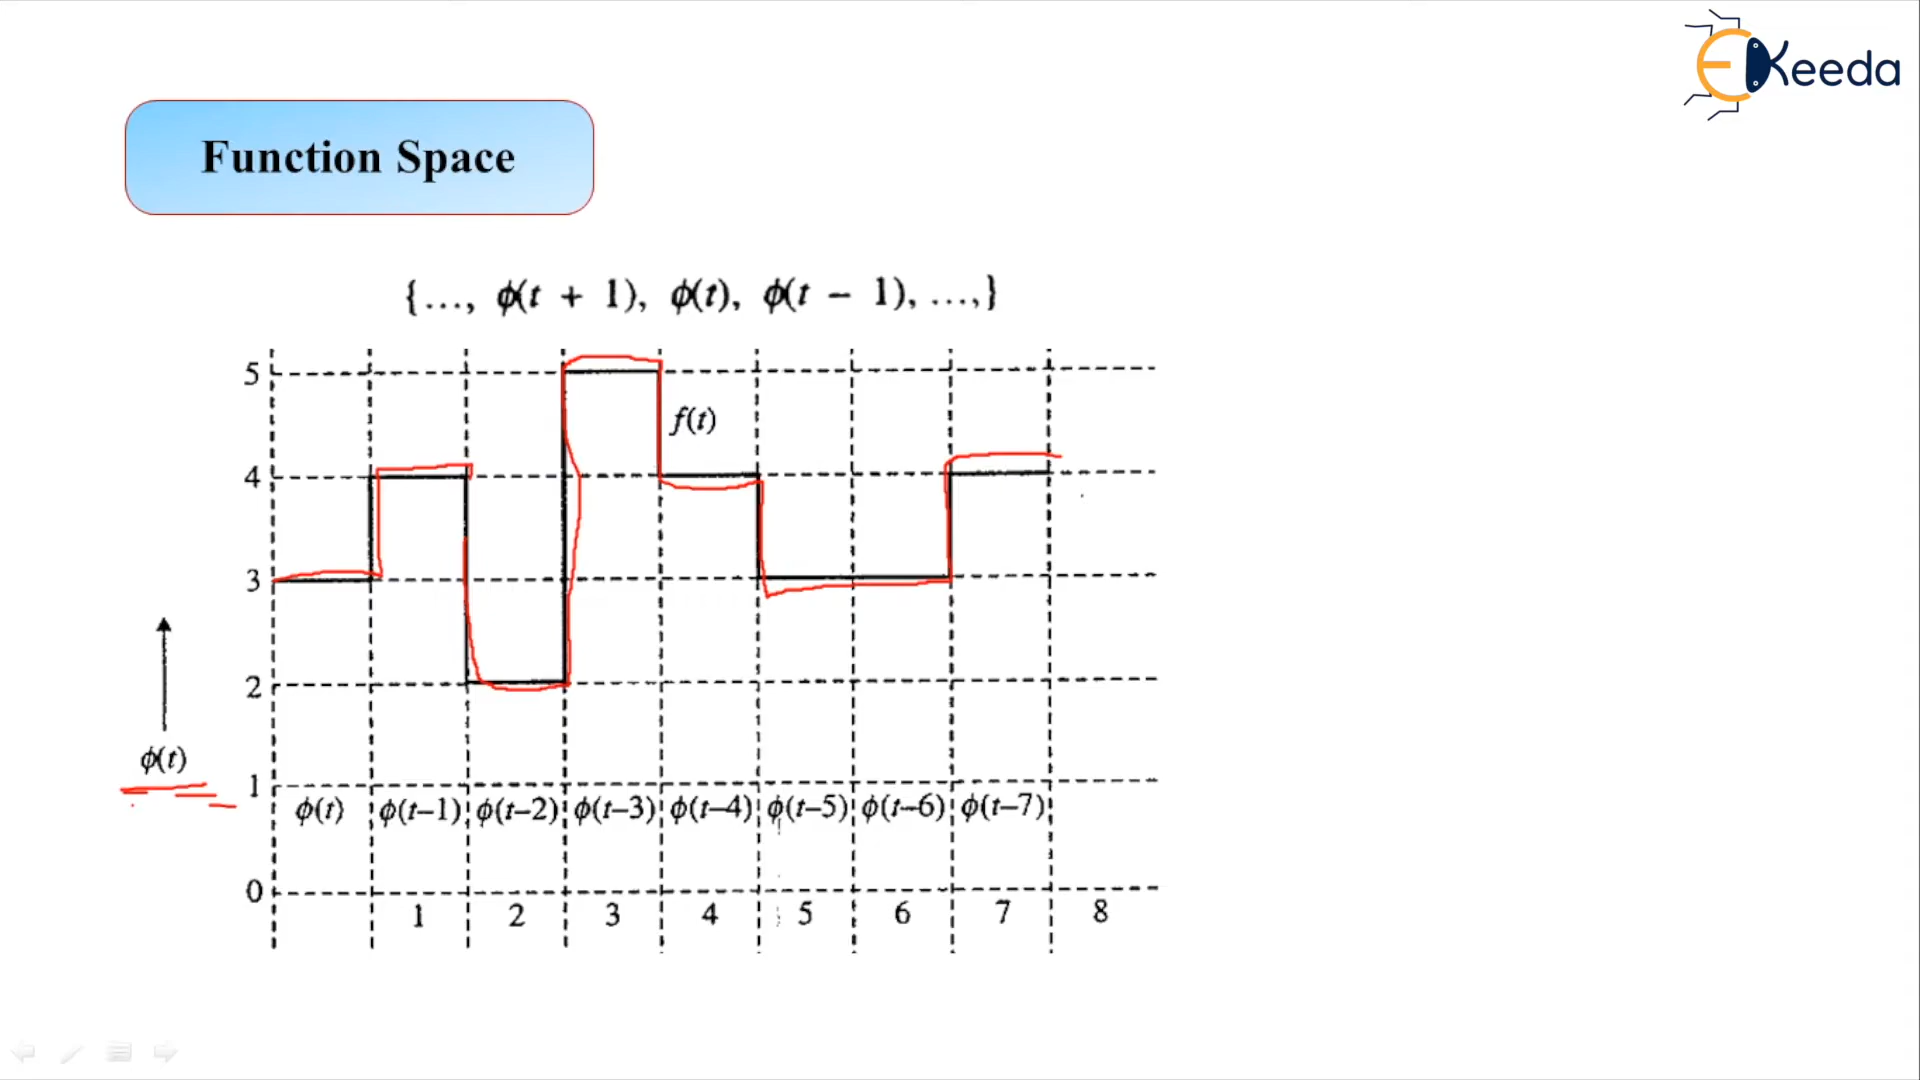 EKeeda
Function Space
{..., ϕ(t + 1), ϕ(t), ϕ(t − 1), ...,}
5
f(t)
4
3
2
ϕ(t)
1
ϕ(t) ϕ(t–1) ϕ(t–2) ϕ(t–3) ϕ(t–4) ϕ(t–5) ϕ(t–6) ϕ(t–7)
0
1 2 3 4 5 6 7 8